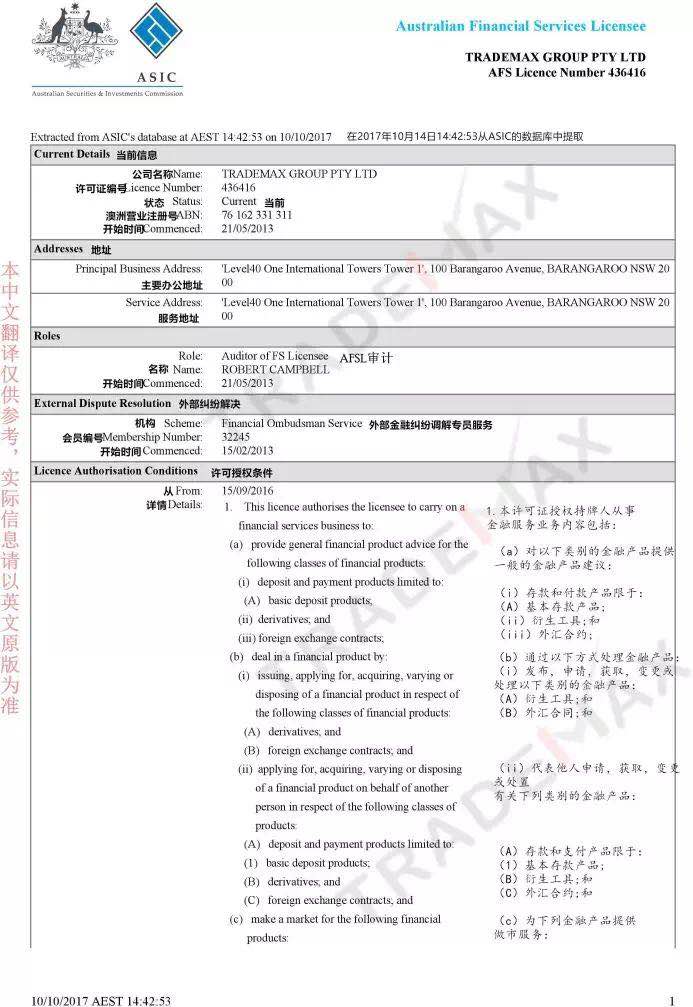 Australian Financial Services Licensee
ASIC
Australian Securities & Investments Commission
TRADEMAX GROUP PTY LTD
AFS Licence Number 436416
Extracted from ASIC's database at AEST 14:42:53 on 10/10/2017 在2017年10月14日14:42:53从ASIC的数据库中提取
Current Details 当前信息
公司名称Name: TRADEMAX GROUP PTY LTD
许可证编号Licence Number: 436416
状态 Status: Current 当前
澳洲营业注册号ABN: 76 162 331 311
开始时间Commenced: 21/05/2013
Addresses 地址
Principal Business Address: 'Level40 One International Towers Tower 1', 100 Barangaroo Avenue, BARANGAROO NSW 20
主要办公地址 00
Service Address: 'Level40 One International Towers Tower 1', 100 Barangaroo Avenue, BARANGAROO NSW 20
服务地址 00
Roles
Role: Auditor of FS Licensee AFSL审计
名称 Name: ROBERT CAMPBELL
开始时间Commenced: 21/05/2013
External Dispute Resolution 外部纠纷解决
机构 Scheme: Financial Ombudsman Service 外部金融纠纷调解专员服务
会员编号Membership Number: 32245
开始时间Commenced: 15/02/2013
Licence Authorisation Conditions 许可授权条件
从 From: 15/09/2016
详情Details: 1. This licence authorises the licensee to carry on a
financial services business to:
(a) provide general financial product advice for the
following classes of financial products:
(i) deposit and payment products limited to:
(A) basic deposit products;
(ii) derivatives; and
(iii) foreign exchange contracts;
(b) deal in a financial product by:
(i) issuing, applying for, acquiring, varying or
disposing of a financial product in respect of
the following classes of financial products:
(A) derivatives; and
(B) foreign exchange contracts; and
(ii) applying for, acquiring, varying or disposing
of a financial product on behalf of another
person in respect of the following classes of
products:
(A) deposit and payment products limited to:
(1) basic deposit products;
(B) derivatives; and
(C) foreign exchange contracts; and
(c) make a market for the following financial
products:
1.本许可证授权持牌人从事
金融服务业务内容包括：
（a）对以下类别的金融产品提供
一般的金融产品建议：
（i）存款和付款产品限于：
（A）基本存款产品；
（ii）衍生工具;和
（iii）外汇合约;
（b）通过以下方式处理金融产品：
（i）发布，申请，获取，变更或
处理以下类别的金融产品：
（A）衍生工具;和
（B）外汇合同;和
（ii）代表他人申请，获取，变更
或处置
有关下列类别的金融产品：
（A）存款和支付产品限于：
（1）基本存款产品；
（B）衍生工具;和
（C）外汇合约;和
（c）为下列金融产品提供
做市服务：
本中文翻译仅供参考，实际信息请以英文原版为准
TRADEMAX
TRADEMAX
10/10/2017 AEST 14:42:53 1